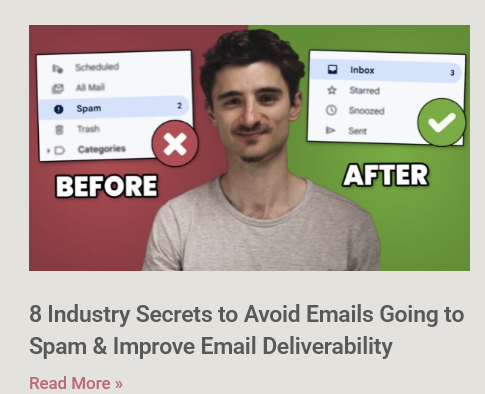 Scheduled
All Mail
Spam 2
Trash
Categories
BEFORE
Inbox 3
Starred
Snoozed
Sent
AFTER
8 Industry Secrets to Avoid Emails Going to
Spam & Improve Email Deliverability
Read More »